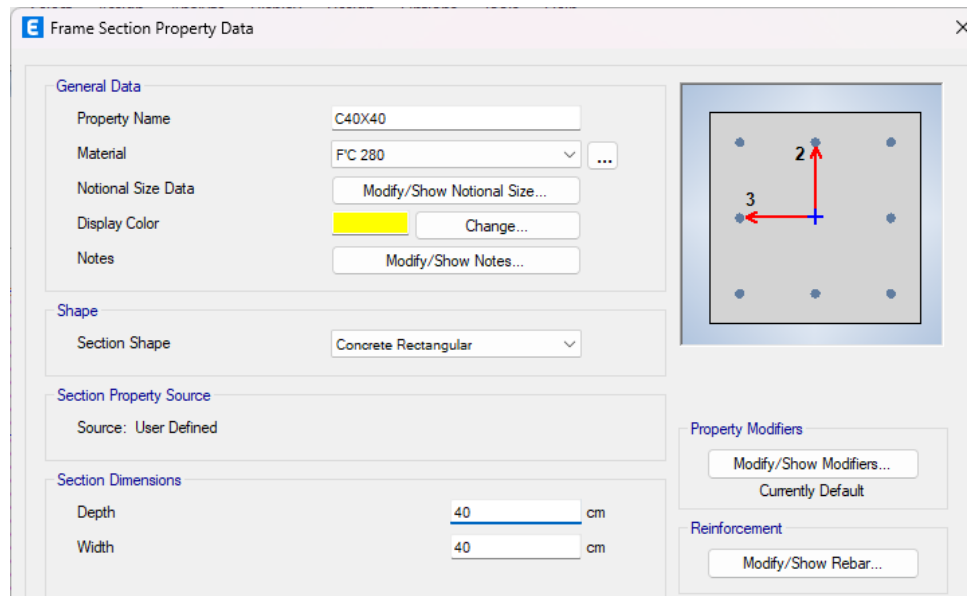 E Frame Section Property Data
General Data
Property Name C40X40
Material F'C 280 ...
Notional Size Data Modify/Show Notional Size...
Display Color Change...
Notes Modify/Show Notes...
2
3
Shape
Section Shape Concrete Rectangular
Section Property Source
Source: User Defined
Property Modifiers
Modify/Show Modifiers...
Currently Default
Section Dimensions
Depth 40 cm
Width 40 cm
Reinforcement
Modify/Show Rebar...